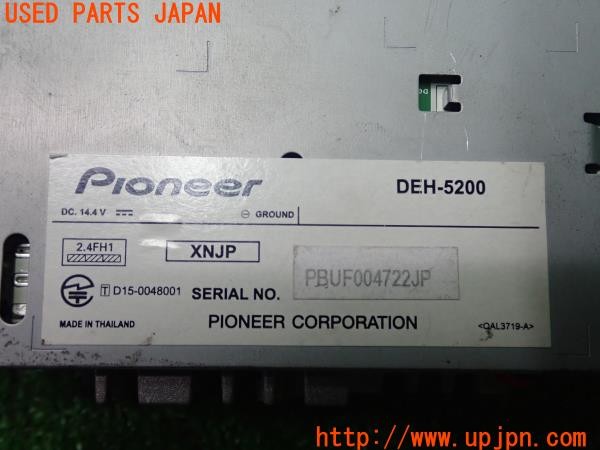 USED PARTS JAPAN
Pioneer
DEH-5200
DC. 14.4 V
⊖ GROUND
2.4FH1
XNJP
T D15-0048001
SERIAL NO.
PBUF004722JP
MADE IN THAILAND
PIONEER CORPORATION
<QAL3719-A>
http://www.upjpn.com